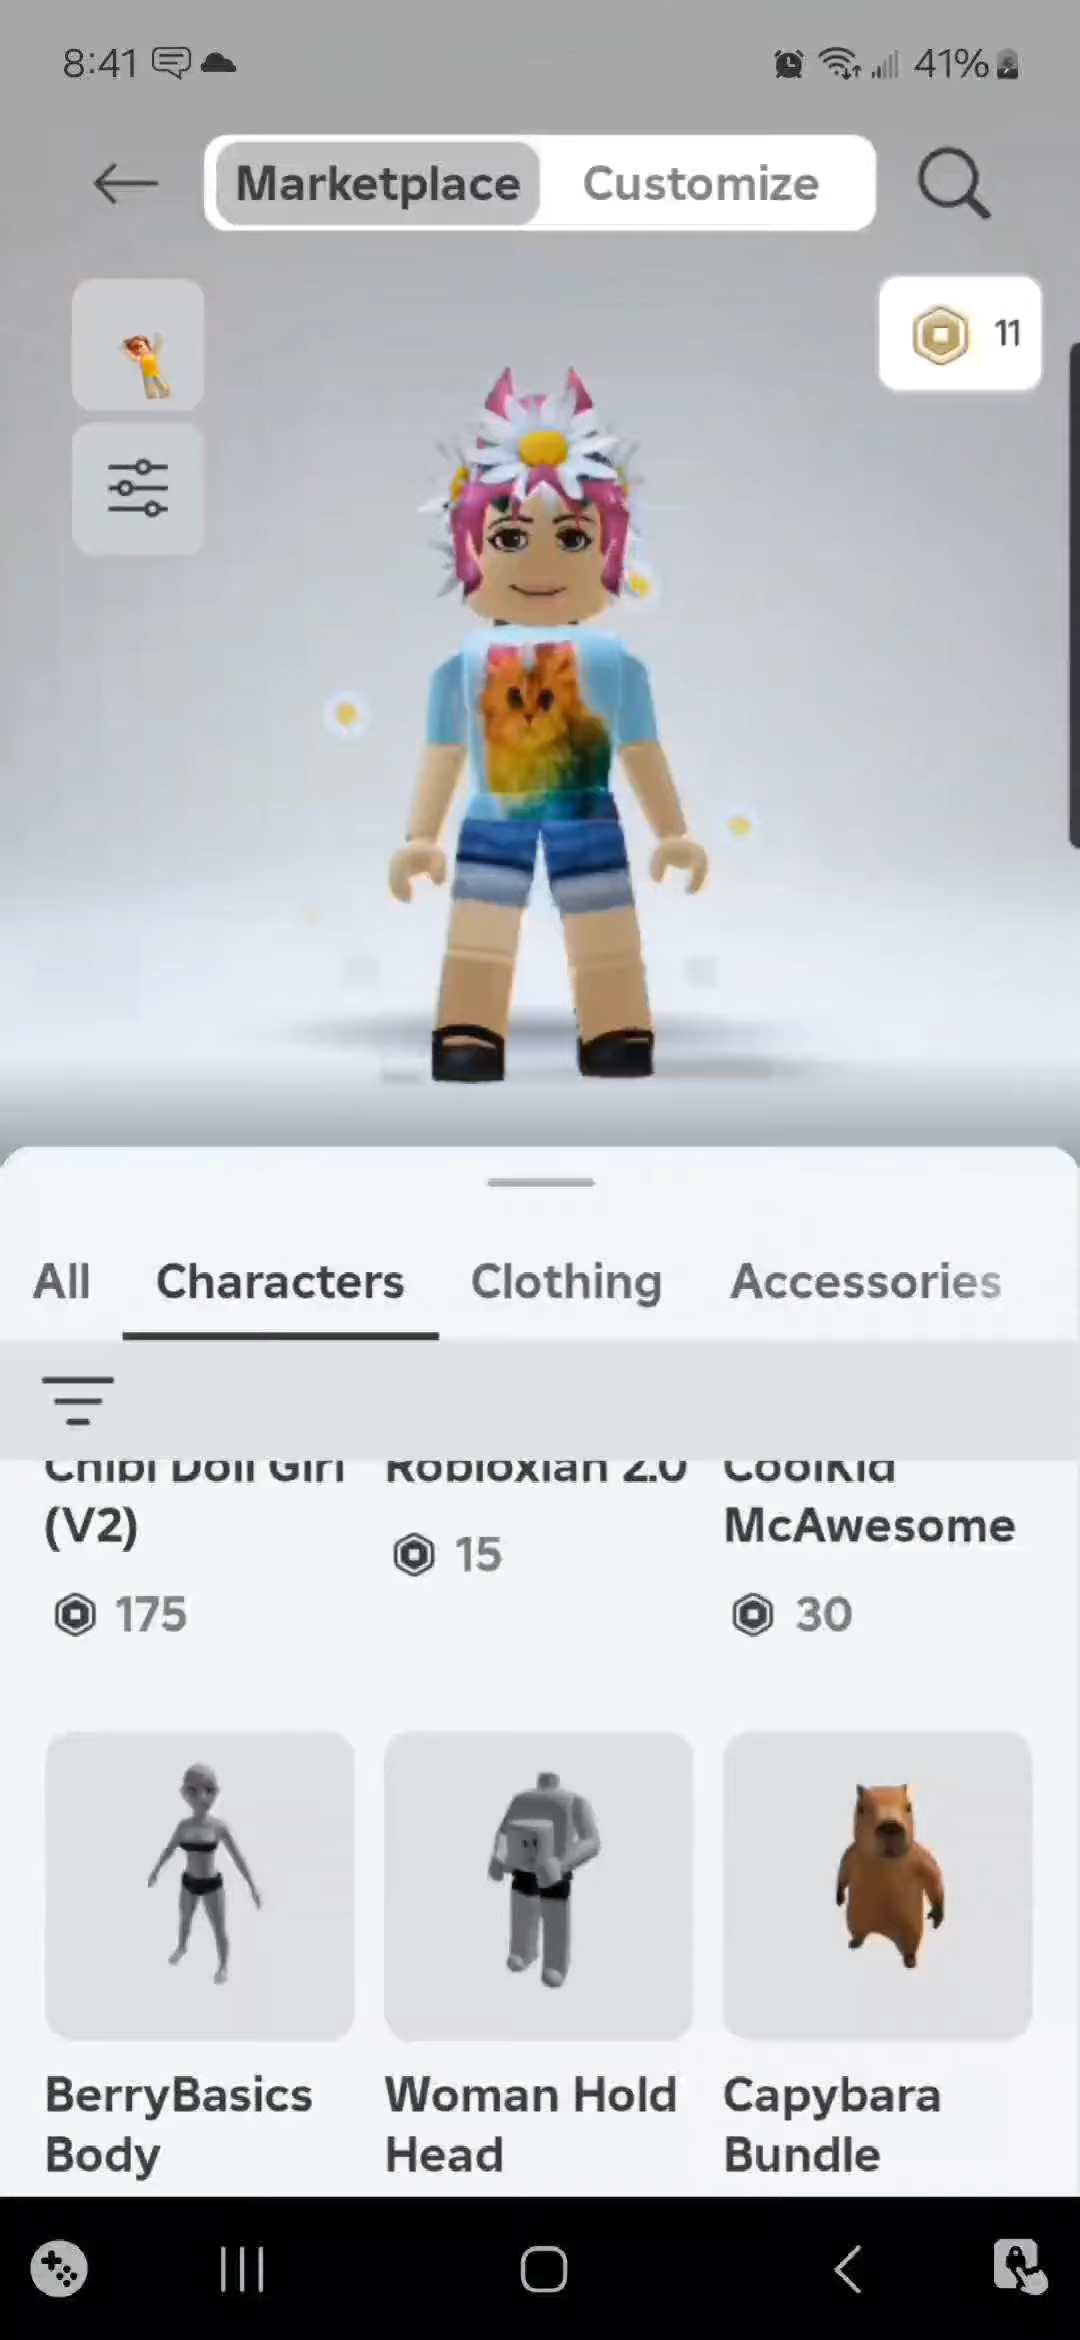 8:41
41%
Marketplace
Customize
11
All
Characters
Clothing
Accessories
Chibi Doll Girl
(V2)
175
Robloxian 2.0
15
CoolKid
McAwesome
30
BerryBasics
Body
Woman Hold
Head
Capybara
Bundle